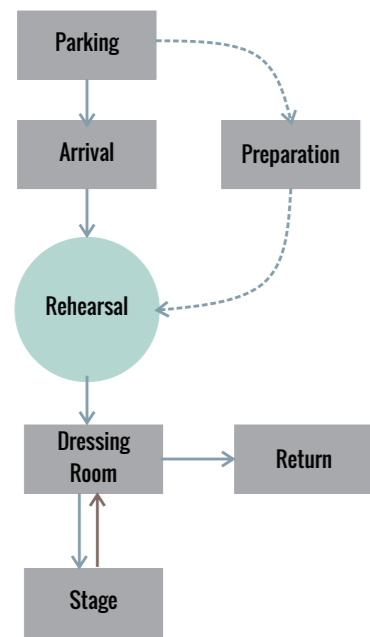 Parking
Arrival
Preparation
Rehearsal
Dressing
Room
Return
Stage